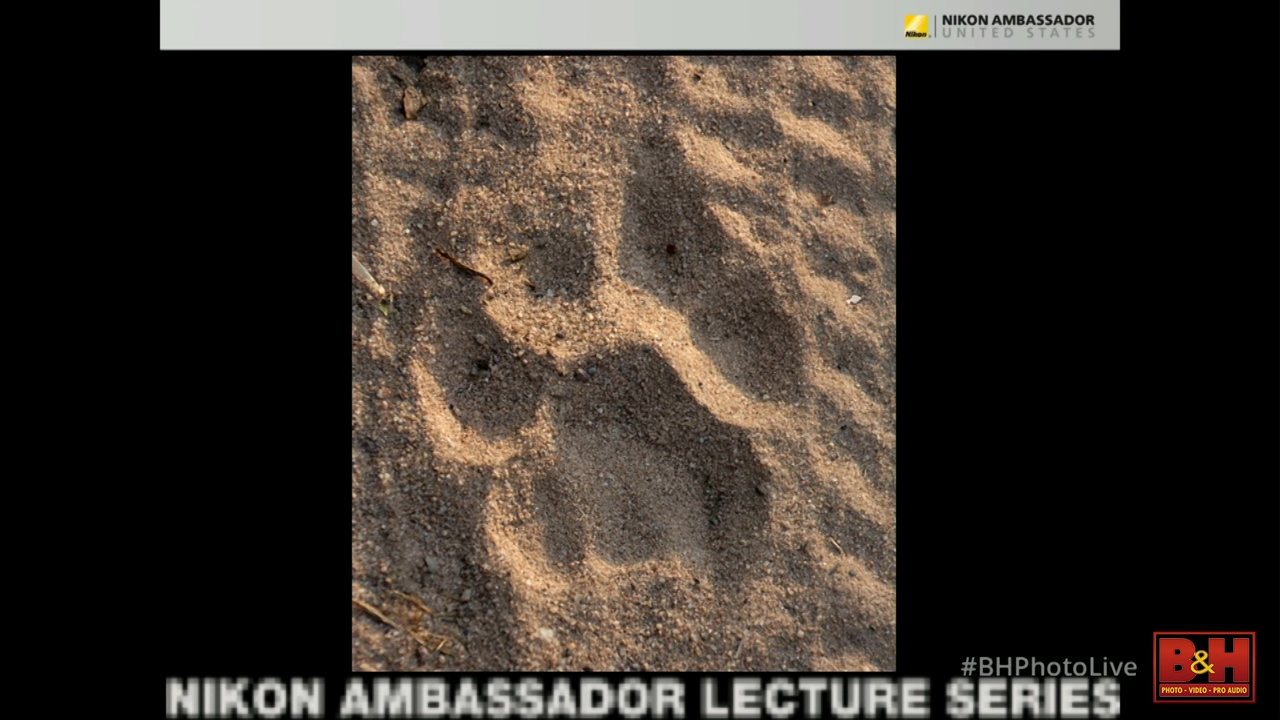 Nikon
NIKON AMBASSADOR
UNITED STATES
#BHPhotoLive
B&H
PHOTO - VIDEO - PRO AUDIO
NIKON AMBASSADOR LECTURE SERIES